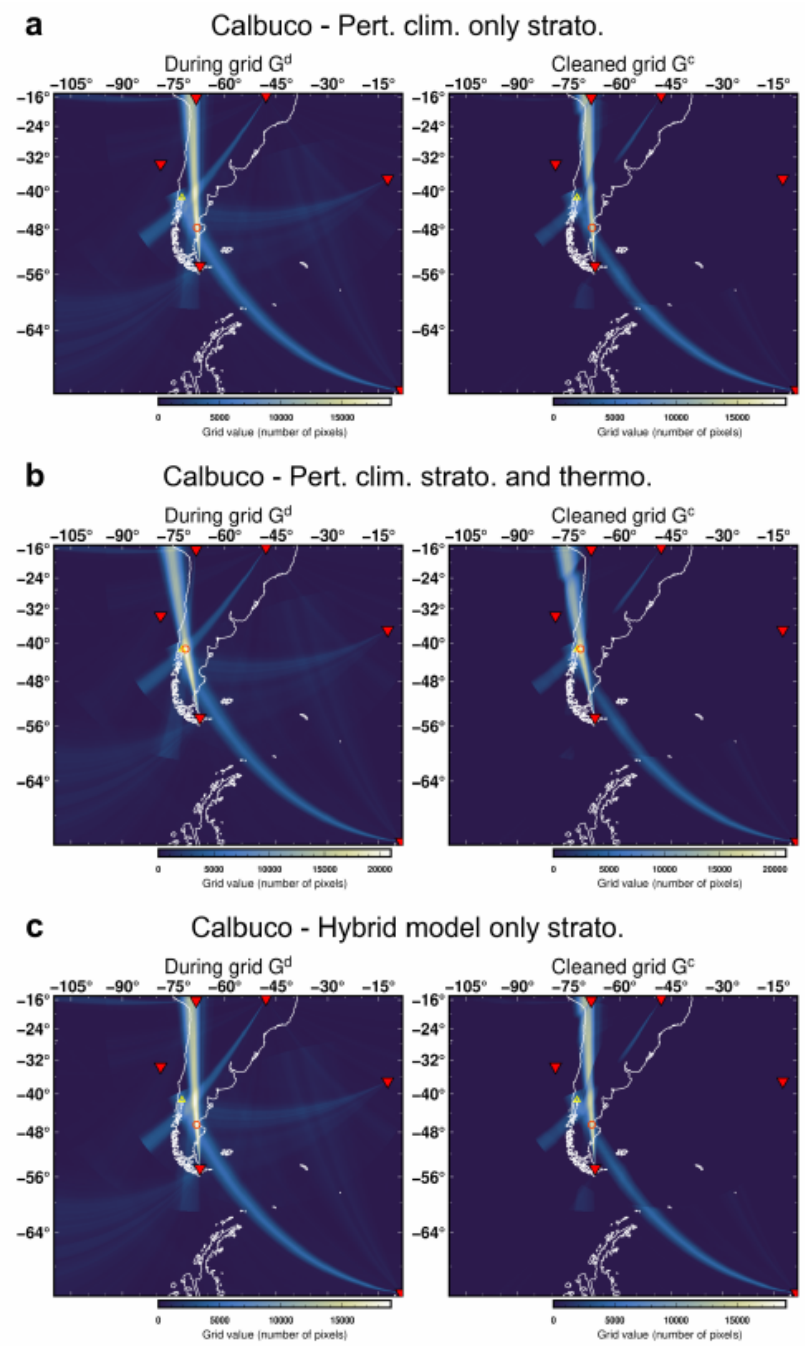 a Calbuco - Pert. clim. only strato.
During grid Gᵈ Cleaned grid Gᶜ
−105° −90° −75° −60° −45° −30° −15° −105° −90° −75° −60° −45° −30° −15°
−16° −16°
−24° −24°
−32° −32°
−40° −40°
−48° −48°
−56° −56°
−64° −64°
0 5000 10000 15000 0 5000 10000 15000
Grid value (number of pixels) Grid value (number of pixels)
b Calbuco - Pert. clim. strato. and thermo.
During grid Gᵈ Cleaned grid Gᶜ
−105° −90° −75° −60° −45° −30° −15° −105° −90° −75° −60° −45° −30° −15°
−16° −16°
−24° −24°
−32° −32°
−40° −40°
−48° −48°
−56° −56°
−64° −64°
0 5000 10000 15000 20000 0 5000 10000 15000 20000
Grid value (number of pixels) Grid value (number of pixels)
c Calbuco - Hybrid model only strato.
During grid Gᵈ Cleaned grid Gᶜ
−105° −90° −75° −60° −45° −30° −15° −105° −90° −75° −60° −45° −30° −15°
−16° −16°
−24° −24°
−32° −32°
−40° −40°
−48° −48°
−56° −56°
−64° −64°
0 5000 10000 15000 0 5000 10000 15000
Grid value (number of pixels) Grid value (number of pixels)